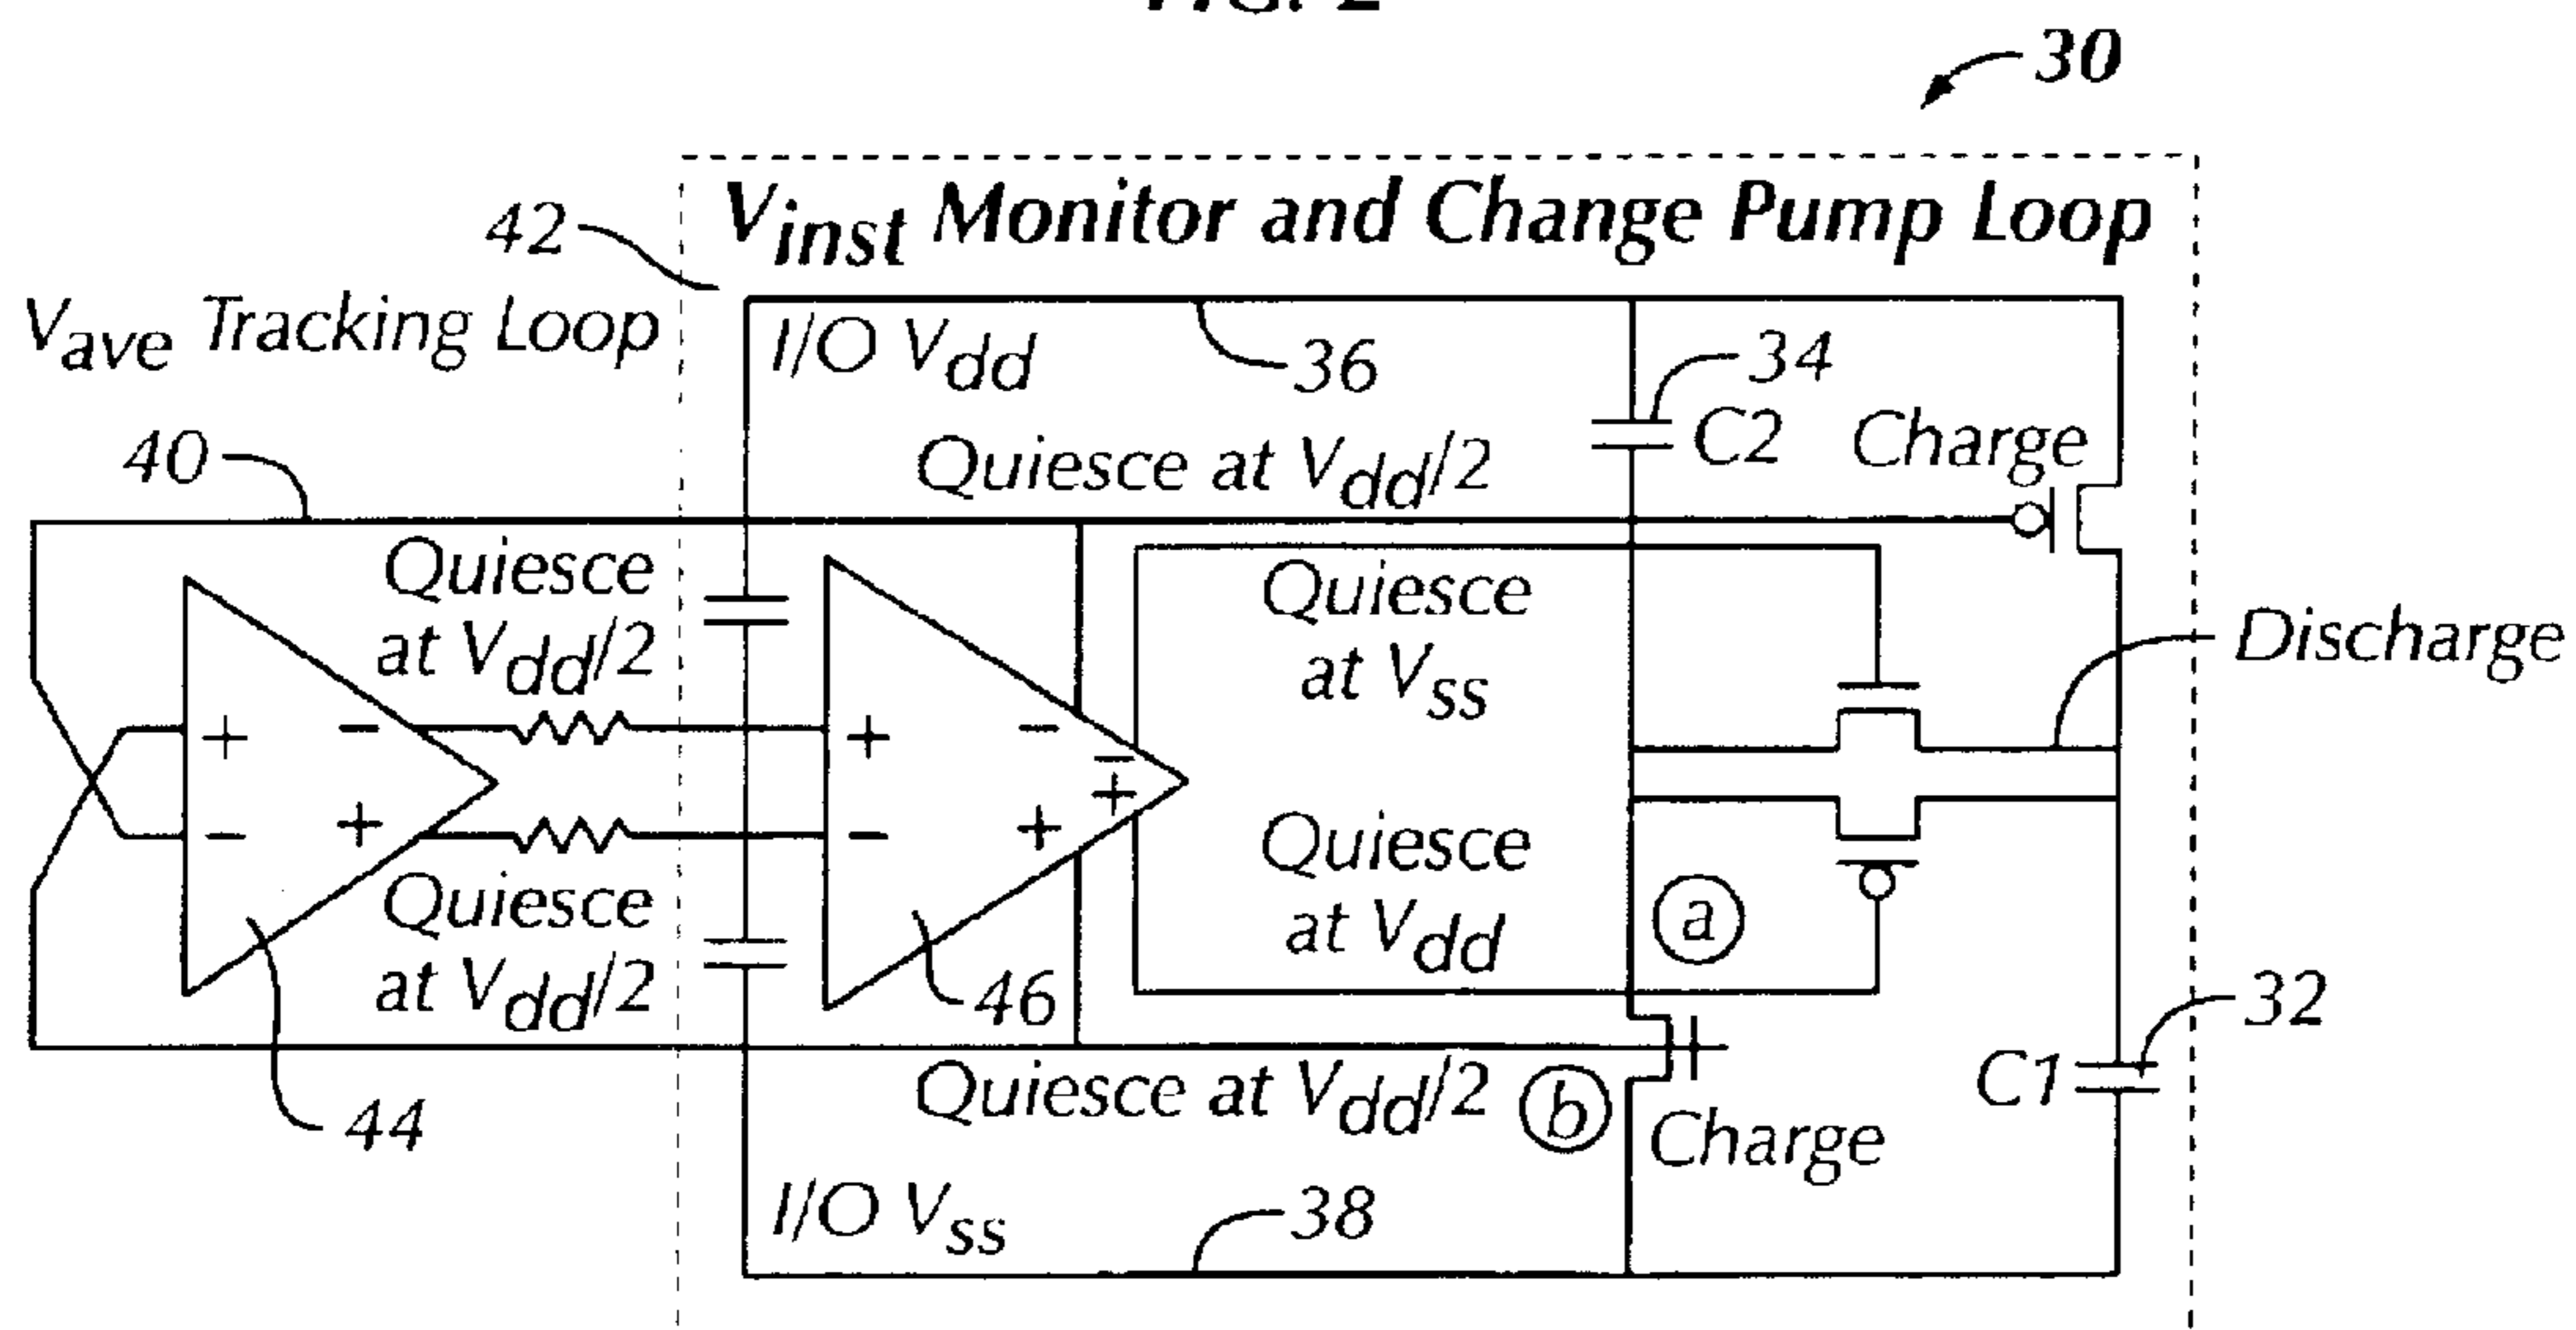 30
Vinst Monitor and Change Pump Loop
42
Vave Tracking Loop
I/O Vdd
36
34
C2
Charge
40
Quiesce at Vdd/2
Quiesce
at Vdd/2
Quiesce
at Vss
Discharge
+ −
− +
+ −
− +
− +
Quiesce
at Vdd/2
Quiesce
at Vdd
a
46
44
32
C1
Quiesce at Vdd/2
b
Charge
I/O Vss
38